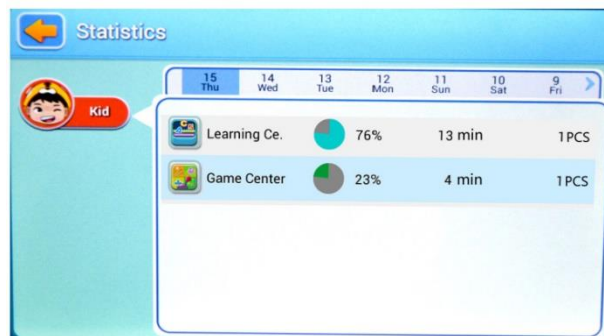 Statistics
15 14 13 12 11 10 9
Thu Wed Tue Mon Sun Sat Fri
Kid
Learning Ce. 76% 13 min 1PCS
Game Center 23% 4 min 1PCS